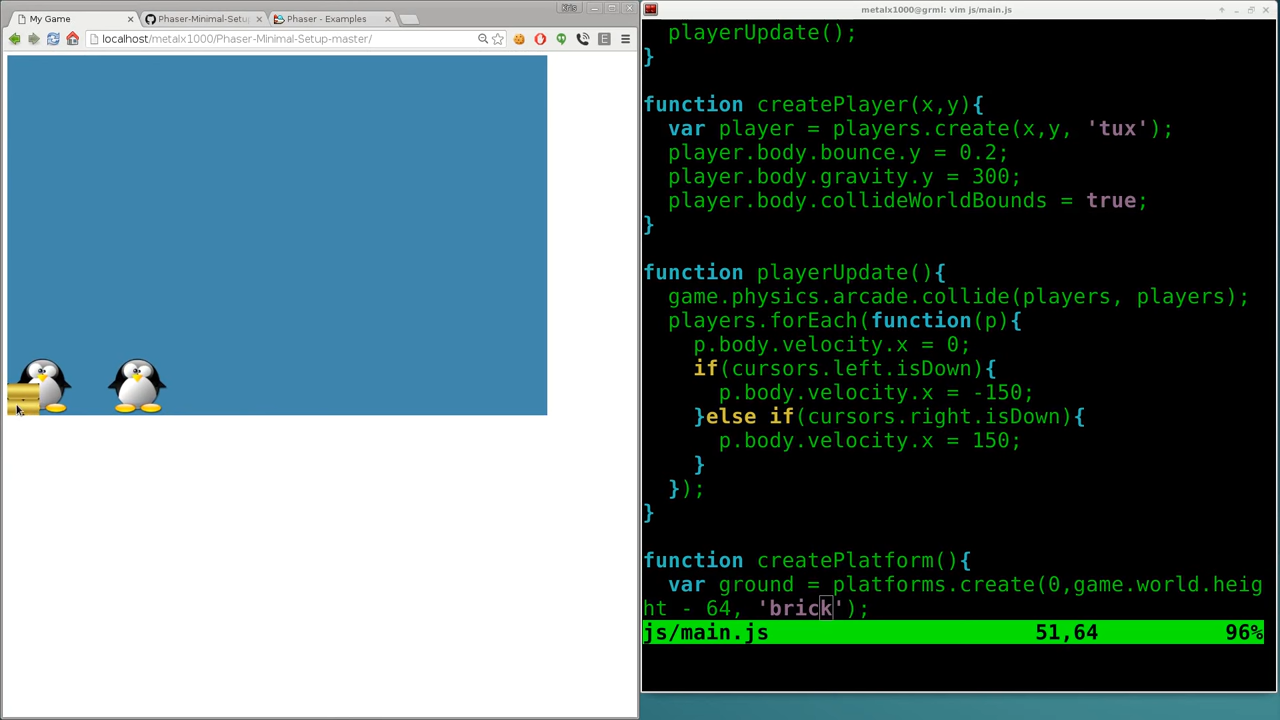 My Game
Phaser-Minimal-Setu
Phaser - Examples
Kris
localhost/metalx1000/Phaser-Minimal-Setup-master/
metalx1000@grml: vim js/main.js
playerUpdate();
}
function createPlayer(x,y){
var player = players.create(x,y, 'tux');
player.body.bounce.y = 0.2;
player.body.gravity.y = 300;
player.body.collideWorldBounds = true;
}
function playerUpdate(){
game.physics.arcade.collide(players, players);
players.forEach(function(p){
p.body.velocity.x = 0;
if(cursors.left.isDown){
p.body.velocity.x = -150;
}else if(cursors.right.isDown){
p.body.velocity.x = 150;
}
});
}
function createPlatform(){
var ground = platforms.create(0,game.world.heig
ht - 64, 'brick');
js/main.js 51,64 96%